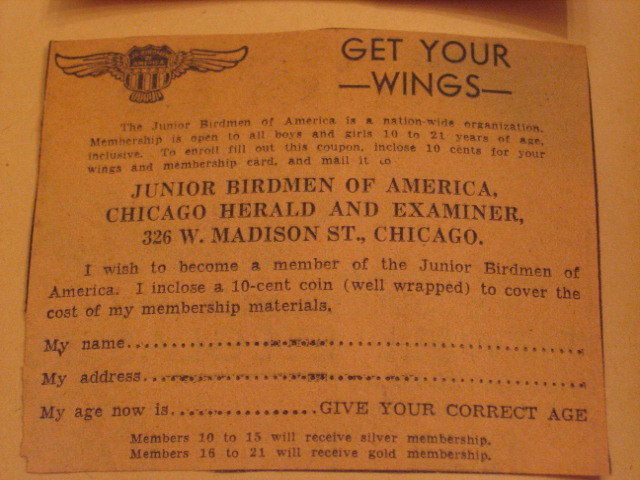 GET YOUR
—WINGS—
The Junior Birdmen of America is a nation-wide organization.
Membership is open to all boys and girls 10 to 21 years of age,
inclusive. To enroll fill out this coupon, inclose 10 cents for your
wings and membership card, and mail it to
JUNIOR BIRDMEN OF AMERICA,
CHICAGO HERALD AND EXAMINER,
326 W. MADISON ST., CHICAGO.
I wish to become a member of the Junior Birdmen of
America. I inclose a 10-cent coin (well wrapped) to cover the
cost of my membership materials.
My name..................................................
My address................................................
My age now is.................GIVE YOUR CORRECT AGE
Members 10 to 15 will receive silver membership.
Members 16 to 21 will receive gold membership.